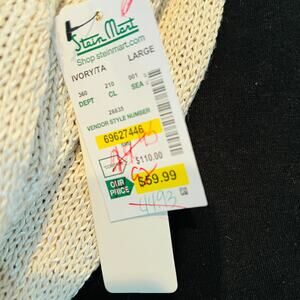 Stein Mart
Shop steinmart.com
IVORY/TA LARGE
360 210 001
DEPT CL SEA
28635
VENDOR STYLE NUMBER
69627446
$110.00
OUR PRICE $59.99